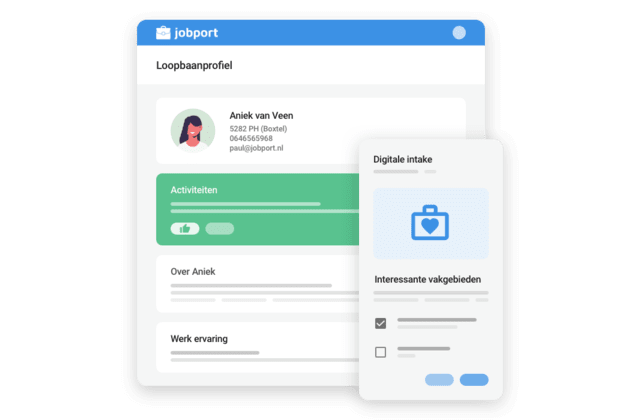 jobport
Loopbaanprofiel
Aniek van Veen
5282 PH (Boxtel)
0646565968
paul@jobport.nl
Activiteiten
Over Aniek
Werk ervaring
Digitale intake
Interessante vakgebieden